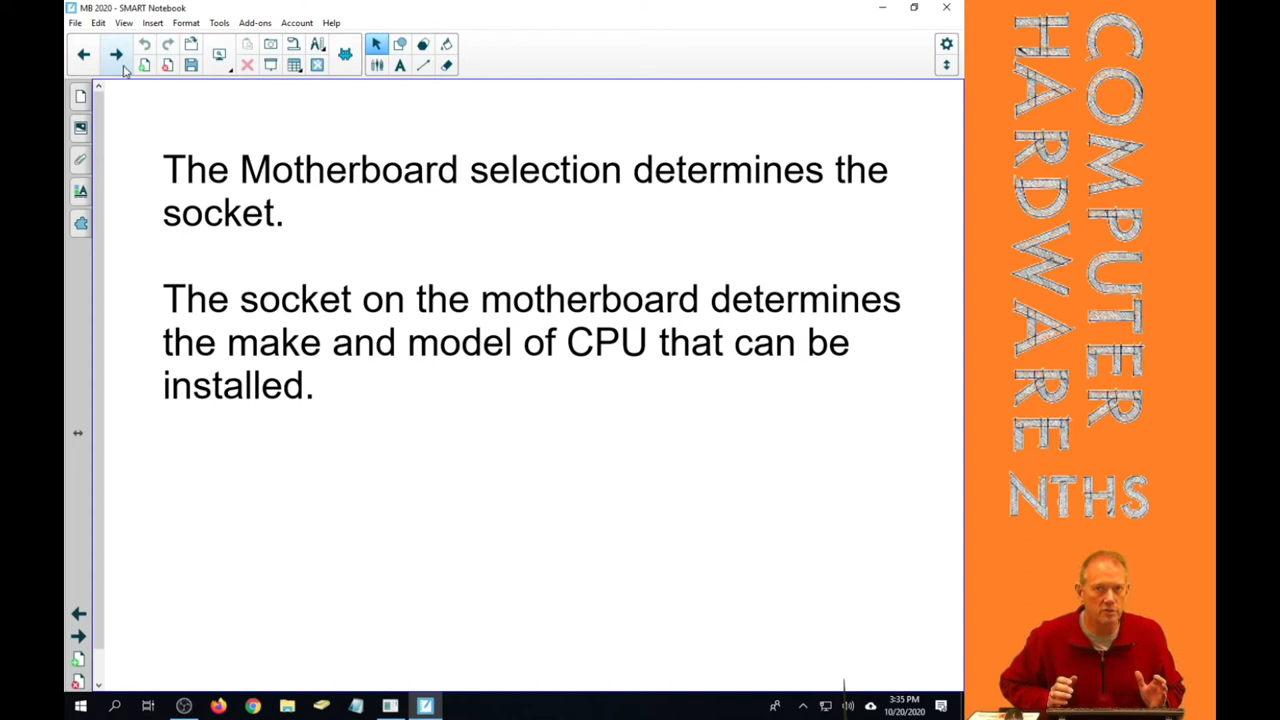 MB 2020 - SMART Notebook
File Edit View Insert Format Tools Add-ons Account Help
The Motherboard selection determines the
socket.
The socket on the motherboard determines
the make and model of CPU that can be
installed.
COMPUTER
HARDWARE NTHS
3:35 PM
10/20/2020